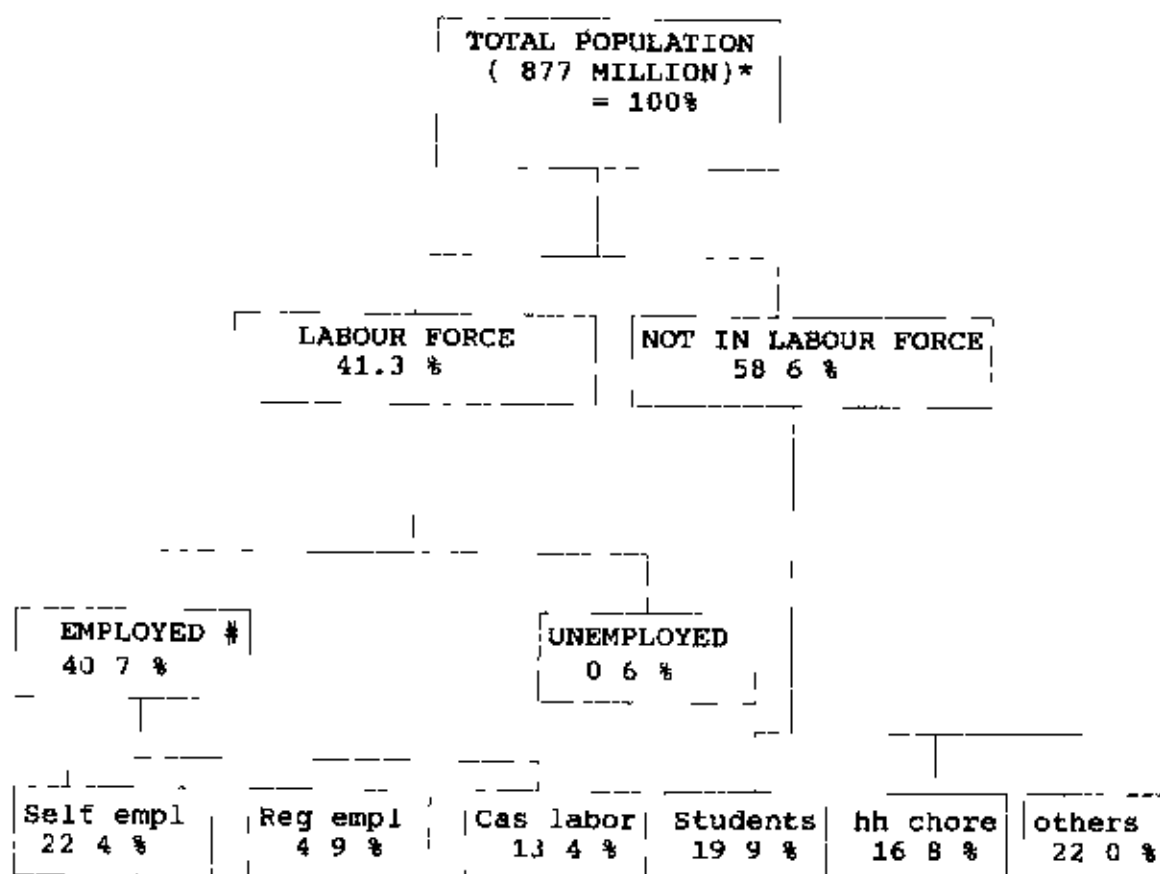 TOTAL POPULATION
( 877 MILLION)*
= 100%
LABOUR FORCE
41.3 %
NOT IN LABOUR FORCE
58 6 %
EMPLOYED #
40 7 %
UNEMPLOYED
0 6 %
Self empl
22 4 %
Reg empl
4 9 %
Cas labor
13 4 %
Students
19 9 %
hh chore
16 8 %
others
22 0 %